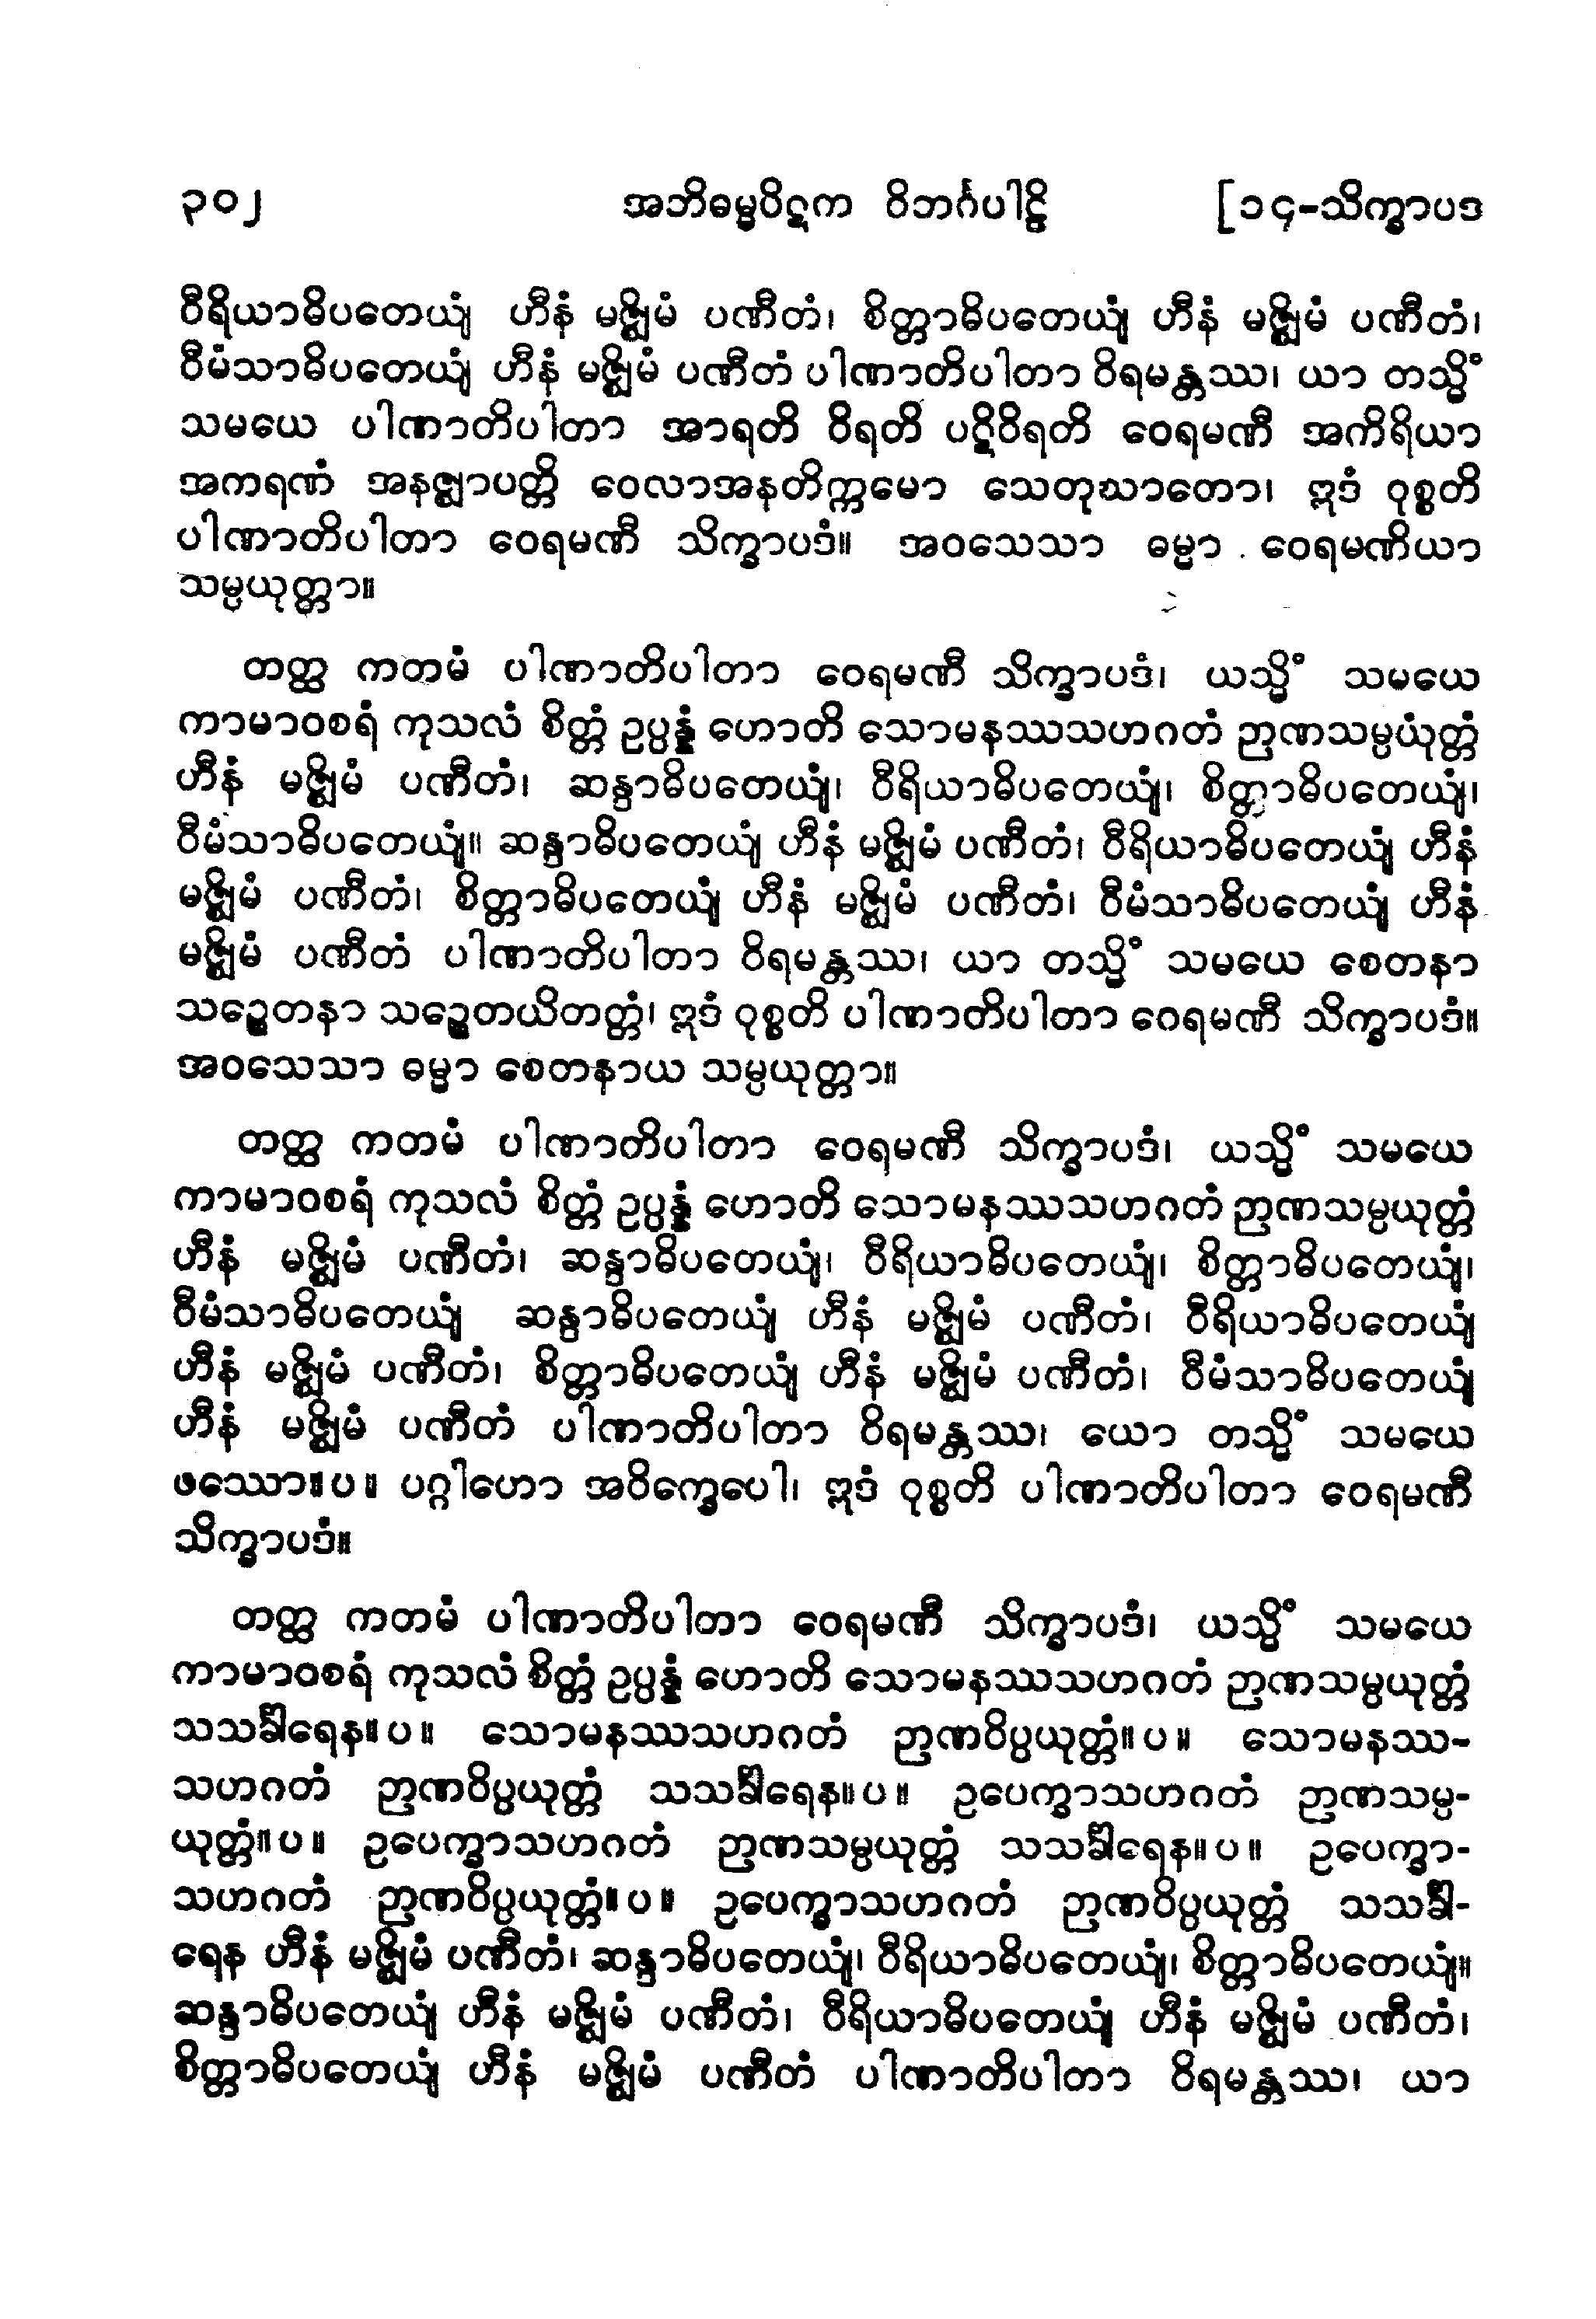 ၃၀၂ အဘိဓမ္မပိဋက ဝိဘင်္ဂပါဠိ [၁၄-သိက္ခာပဒ
ဝီရိယာဓိပတေယျံ ဟီနံ မဇ္ဈိမံ ပဏီတံ၊ စိတ္တာဓိပတေယျံ ဟီနံ မဇ္ဈိမံ ပဏီတံ၊
ဝီမံသာဓိပတေယျံ ဟီနံ မဇ္ဈိမံ ပဏီတံ ပါဏာတိပါတာ ဝိရမန္တဿ၊ ယာ တသ္မိံ
သမယေ ပါဏာတိပါတာ အာရတိ ဝိရတိ ပဋိဝိရတိ ဝေရမဏီ အကိရိယာ
အကရဏံ အနဇ္ဈာပတ္တိ ဝေလာအနတိက္ကမော သေတုဃာတော၊ ဣဒံ ဝုစ္စတိ
ပါဏာတိပါတာ ဝေရမဏီ သိက္ခာပဒံ။ အဝသေသာ ဓမ္မာ ဝေရမဏိယာ
သမ္ပယုတ္တာ။
တတ္ထ ကတမံ ပါဏာတိပါတာ ဝေရမဏီ သိက္ခာပဒံ၊ ယသ္မိံ သမယေ
ကာမာဝစရံ ကုသလံ စိတ္တံ ဥပ္ပန္နံ ဟောတိ သောမနဿသဟဂတံ ဉာဏသမ္ပယုတ္တံ
ဟီနံ မဇ္ဈိမံ ပဏီတံ၊ ဆန္ဒာဓိပတေယျံ၊ ဝီရိယာဓိပတေယျံ၊ စိတ္တာဓိပတေယျံ၊
ဝီမံသာဓိပတေယျံ။ ဆန္ဒာဓိပတေယျံ ဟီနံ မဇ္ဈိမံ ပဏီတံ၊ ဝီရိယာဓိပတေယျံ ဟီနံ
မဇ္ဈိမံ ပဏီတံ၊ စိတ္တာဓိပတေယျံ ဟီနံ မဇ္ဈိမံ ပဏီတံ၊ ဝီမံသာဓိပတေယျံ ဟီနံ
မဇ္ဈိမံ ပဏီတံ ပါဏာတိပါတာ ဝိရမန္တဿ၊ ယာ တသ္မိံ သမယေ စေတနာ
သဉ္စေတနာ သဉ္စေတယိတတ္တံ၊ ဣဒံ ဝုစ္စတိ ပါဏာတိပါတာ ဝေရမဏီ သိက္ခာပဒံ။
အဝသေသာ ဓမ္မာ စေတနာယ သမ္ပယုတ္တာ။
တတ္ထ ကတမံ ပါဏာတိပါတာ ဝေရမဏီ သိက္ခာပဒံ၊ ယသ္မိံ သမယေ
ကာမာဝစရံ ကုသလံ စိတ္တံ ဥပ္ပန္နံ ဟောတိ သောမနဿသဟဂတံ ဉာဏသမ္ပယုတ္တံ
ဟီနံ မဇ္ဈိမံ ပဏီတံ၊ ဆန္ဒာဓိပတေယျံ၊ ဝီရိယာဓိပတေယျံ၊ စိတ္တာဓိပတေယျံ၊
ဝီမံသာဓိပတေယျံ ဆန္ဒာဓိပတေယျံ ဟီနံ မဇ္ဈိမံ ပဏီတံ၊ ဝီရိယာဓိပတေယျံ
ဟီနံ မဇ္ဈိမံ ပဏီတံ၊ စိတ္တာဓိပတေယျံ ဟီနံ မဇ္ဈိမံ ပဏီတံ၊ ဝီမံသာဓိပတေယျံ
ဟီနံ မဇ္ဈိမံ ပဏီတံ ပါဏာတိပါတာ ဝိရမန္တဿ၊ ယော တသ္မိံ သမယေ
ဖဿော။ပ။ ပဂ္ဂါဟော အဝိက္ခေပေါ၊ ဣဒံ ဝုစ္စတိ ပါဏာတိပါတာ ဝေရမဏီ
သိက္ခာပဒံ။
တတ္ထ ကတမံ ပါဏာတိပါတာ ဝေရမဏီ သိက္ခာပဒံ၊ ယသ္မိံ သမယေ
ကာမာဝစရံ ကုသလံ စိတ္တံ ဥပ္ပန္နံ ဟောတိ သောမနဿသဟဂတံ ဉာဏသမ္ပယုတ္တံ
သသင်္ခါရေန။ပ။ သောမနဿသဟဂတံ ဉာဏဝိပ္ပယုတ္တံ။ပ။ သောမနဿ-
သဟဂတံ ဉာဏဝိပ္ပယုတ္တံ သသင်္ခါရေန။ပ။ ဥပေက္ခာသဟဂတံ ဉာဏသမ္ပ-
ယုတ္တံ။ပ။ ဥပေက္ခာသဟဂတံ ဉာဏသမ္ပယုတ္တံ သသင်္ခါရေန။ပ။ ဥပေက္ခာ-
သဟဂတံ ဉာဏဝိပ္ပယုတ္တံ။ပ။ ဥပေက္ခာသဟဂတံ ဉာဏဝိပ္ပယုတ္တံ သသင်္ခါ-
ရေန ဟီနံ မဇ္ဈိမံ ပဏီတံ၊ ဆန္ဒာဓိပတေယျံ၊ ဝီရိယာဓိပတေယျံ၊ စိတ္တာဓိပတေယျံ။
ဆန္ဒာဓိပတေယျံ ဟီနံ မဇ္ဈိမံ ပဏီတံ၊ ဝီရိယာဓိပတေယျံ ဟီနံ မဇ္ဈိမံ ပဏီတံ၊
စိတ္တာဓိပတေယျံ ဟီနံ မဇ္ဈိမံ ပဏီတံ ပါဏာတိပါတာ ဝိရမန္တဿ၊ ယာ